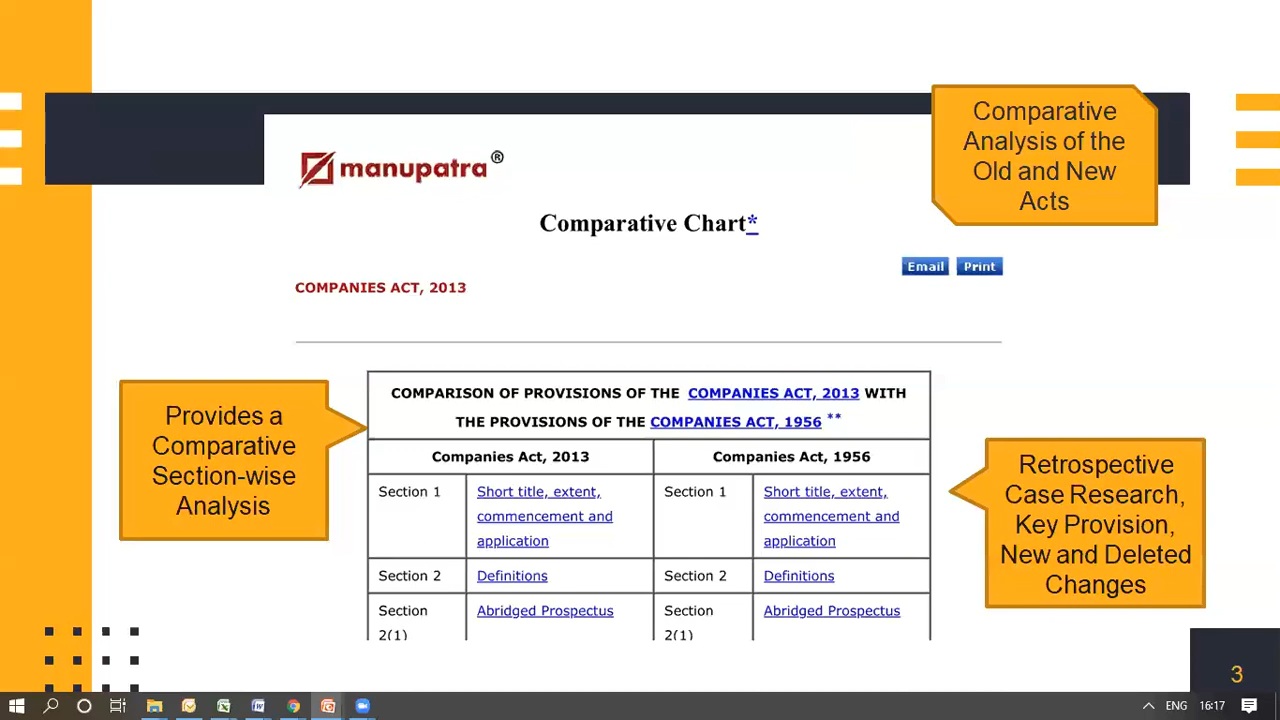 Comparative
Analysis of the
Old and New
Acts
manupatra®
Comparative Chart*
Email Print
COMPANIES ACT, 2013
Provides a
Comparative
Section-wise
Analysis
COMPARISON OF PROVISIONS OF THE COMPANIES ACT, 2013 WITH
THE PROVISIONS OF THE COMPANIES ACT, 1956 **
Companies Act, 2013 Companies Act, 1956
Section 1 Short title, extent, Section 1 Short title, extent,
commencement and commencement and
application application
Section 2 Definitions Section 2 Definitions
Section Abridged Prospectus Section Abridged Prospectus
2(1) 2(1)
Retrospective
Case Research,
Key Provision,
New and Deleted
Changes
3
ENG 16:17